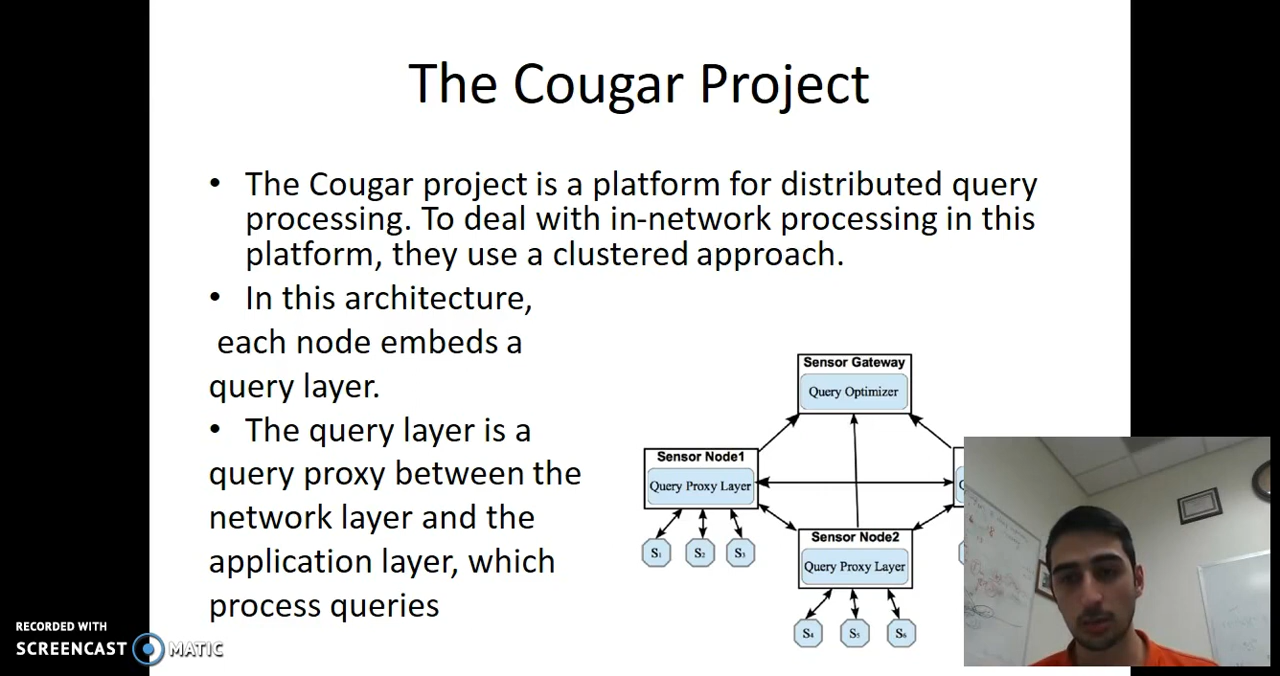 The Cougar Project
• The Cougar project is a platform for distributed query
processing. To deal with in-network processing in this
platform, they use a clustered approach.
• In this architecture,
each node embeds a
query layer.
• The query layer is a
query proxy between the
network layer and the
application layer, which
process queries
Sensor Gateway
Query Optimizer
Sensor Node1
Query Proxy Layer
S₁ S₂ S₃
Sensor Node2
Query Proxy Layer
S₄ S₅ S₆
RECORDED WITH
SCREENCAST MATIC